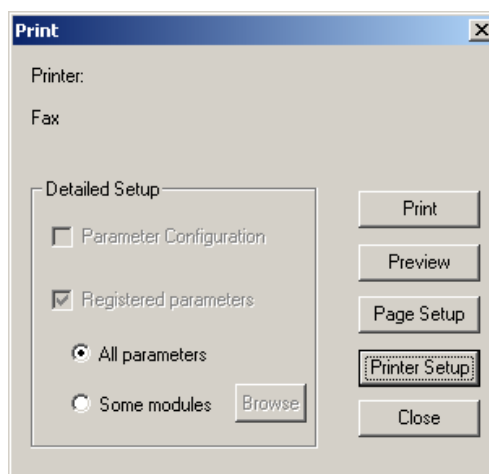 Print
Printer:
Fax
Detailed Setup
Parameter Configuration
Registered parameters
All parameters
Some modules
Browse
Print
Preview
Page Setup
Printer Setup
Close